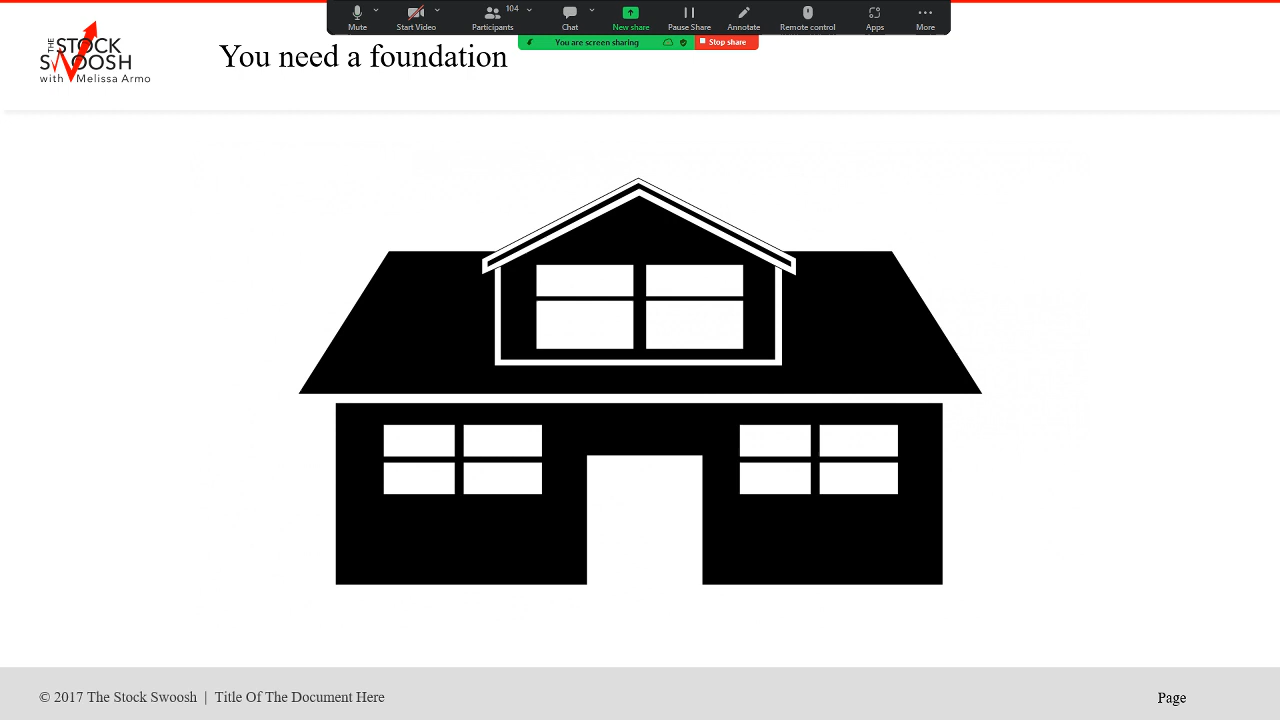 Mute
Start Video
Participants
104
Chat
New share
Pause Share
Annotate
Remote control
Apps
More
You are screen sharing
Stop share
THE
STOCK
SWOOSH
with Melissa Armo
You need a foundation
© 2017 The Stock Swoosh | Title Of The Document Here
Page